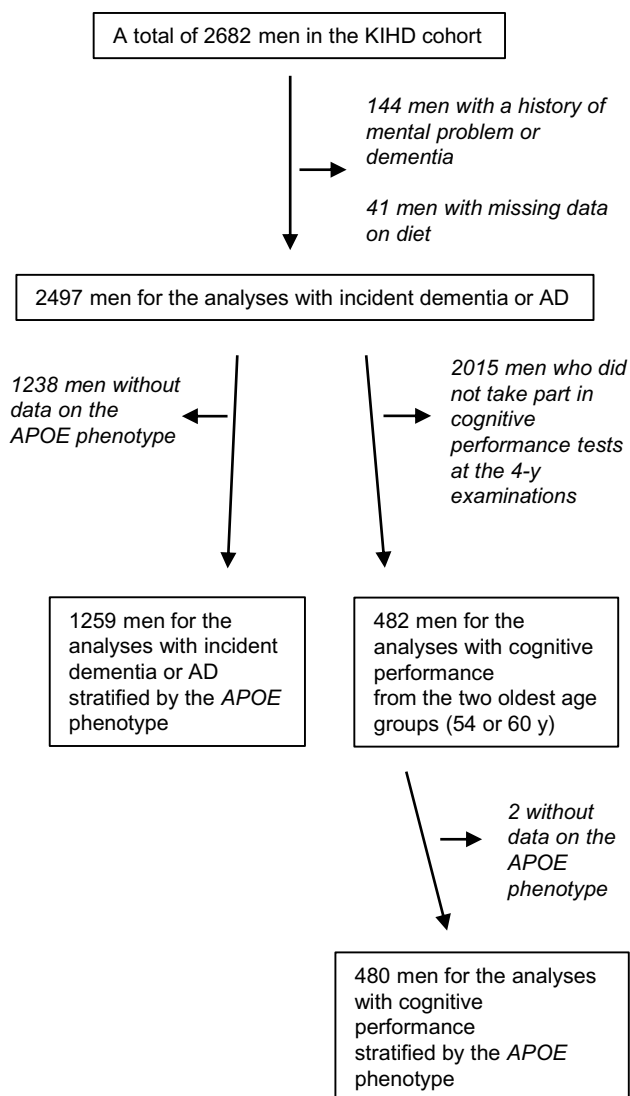 A total of 2682 men in the KIHD cohort
144 men with a history of
mental problem or
dementia
41 men with missing data
on diet
2497 men for the analyses with incident dementia or AD
1238 men without
data on the
APOE phenotype
2015 men who did
not take part in
cognitive
performance tests
at the 4-y
examinations
1259 men for the
analyses with incident
dementia or AD
stratified by the APOE
phenotype
482 men for the
analyses with cognitive
performance
from the two oldest age
groups (54 or 60 y)
2 without
data on the
APOE
phenotype
480 men for the analyses
with cognitive
performance
stratified by the APOE
phenotype